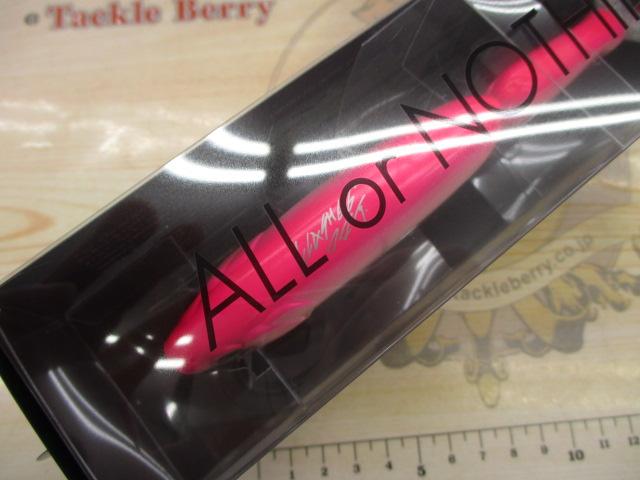 Tackle Berry
ALL or NOTHI
tackleberry.co.jp
1 2 3 4 5 6 7 8 9 10 11 12